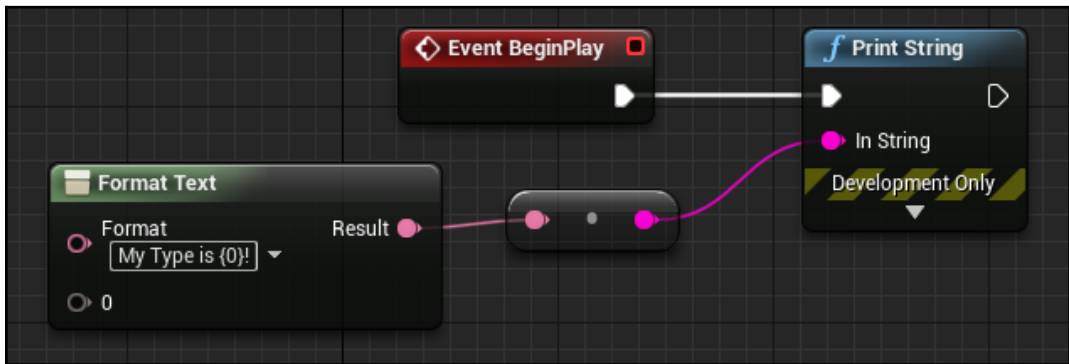 Event BeginPlay
f Print String
In String
Development Only
Format Text
Format
Result
My Type is {0}!
0